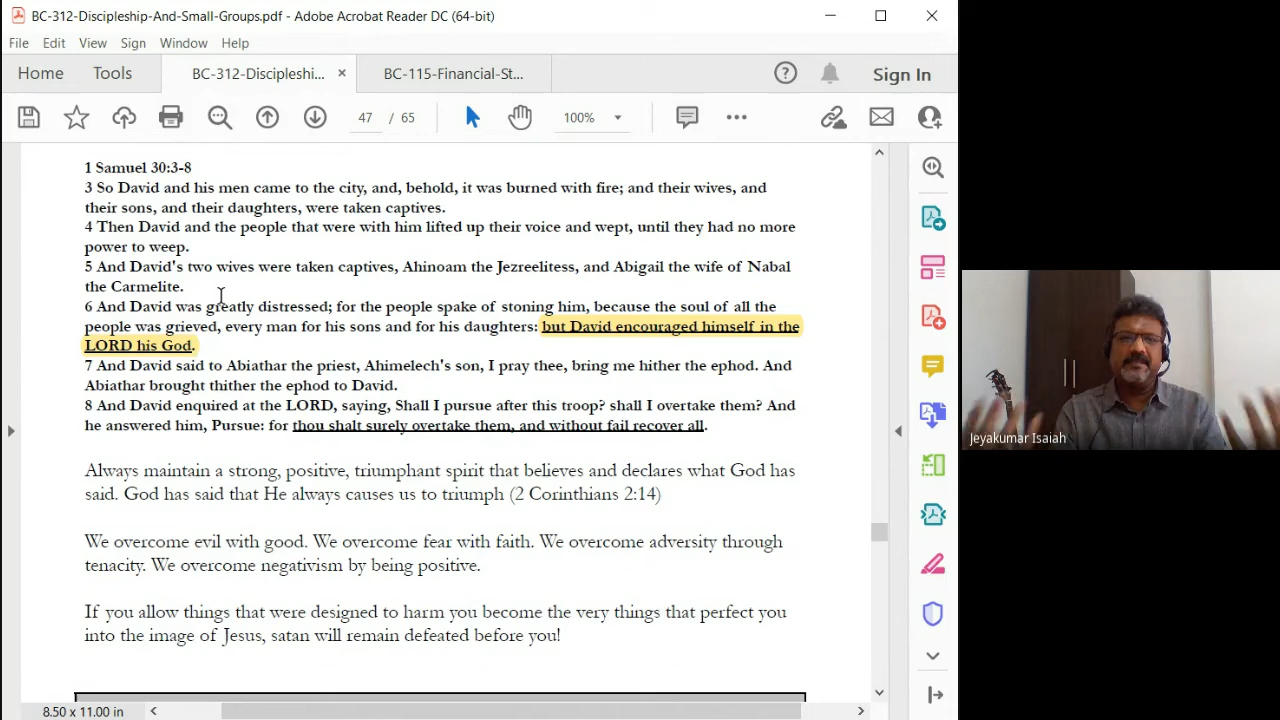 BC-312-Discipleship-And-Small-Groups.pdf - Adobe Acrobat Reader DC (64-bit)
File Edit View Sign Window Help
Home Tools BC-312-Discipleshi... × BC-115-Financial-St... Sign In
47 / 65 100%
1 Samuel 30:3-8
3 So David and his men came to the city, and, behold, it was burned with fire; and their wives, and
their sons, and their daughters, were taken captives.
4 Then David and the people that were with him lifted up their voice and wept, until they had no more
power to weep.
5 And David's two wives were taken captives, Ahinoam the Jezreelitess, and Abigail the wife of Nabal
the Carmelite.
6 And David was greatly distressed; for the people spake of stoning him, because the soul of all the
people was grieved, every man for his sons and for his daughters: but David encouraged himself in the
LORD his God.
7 And David said to Abiathar the priest, Ahimelech's son, I pray thee, bring me hither the ephod. And
Abiathar brought thither the ephod to David.
8 And David enquired at the LORD, saying, Shall I pursue after this troop? shall I overtake them? And
he answered him, Pursue: for thou shalt surely overtake them, and without fail recover all.
Always maintain a strong, positive, triumphant spirit that believes and declares what God has
said. God has said that He always causes us to triumph (2 Corinthians 2:14)
We overcome evil with good. We overcome fear with faith. We overcome adversity through
tenacity. We overcome negativism by being positive.
If you allow things that were designed to harm you become the very things that perfect you
into the image of Jesus, satan will remain defeated before you!
8.50 x 11.00 in
Jeyakumar Isaiah